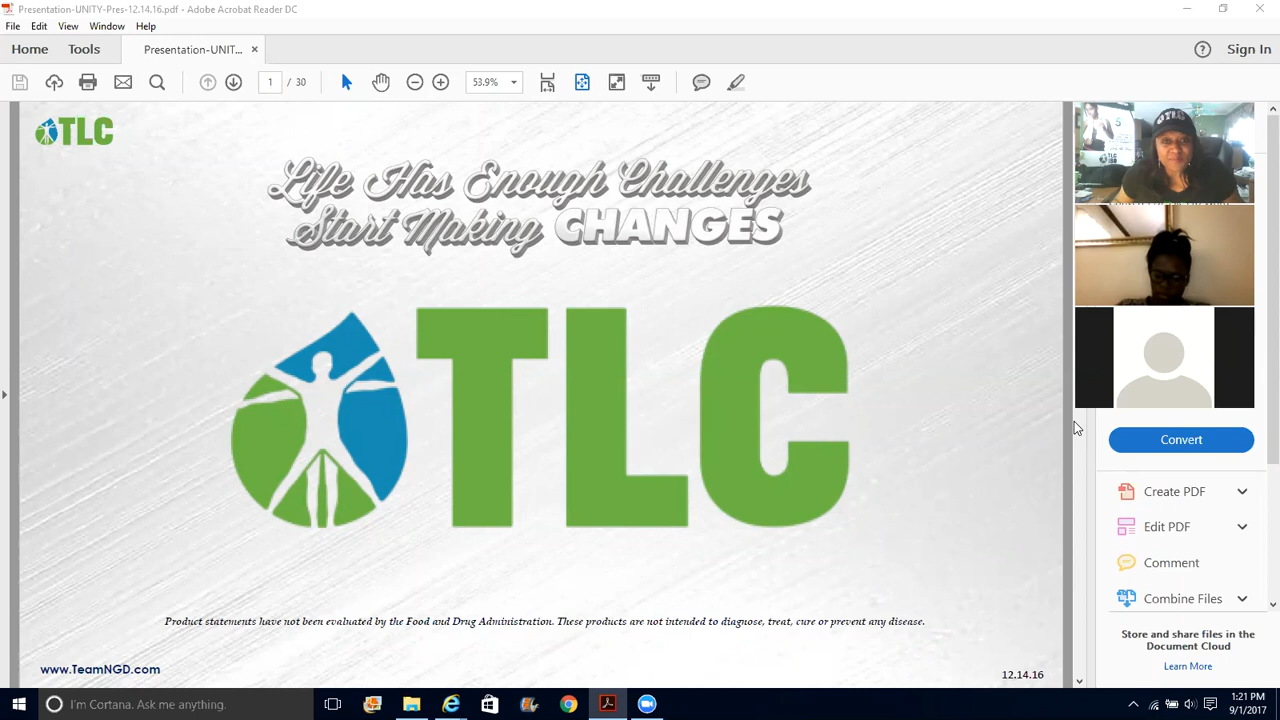 Presentation-UNITY-Pres-12.14.16.pdf - Adobe Acrobat Reader DC
File Edit View Window Help
Home Tools Presentation-UNIT... × Sign In
1 / 30 53.9%
TLC
Life Has Enough Challenges
Start Making CHANGES
TLC
Product statements have not been evaluated by the Food and Drug Administration. These products are not intended to diagnose, treat, cure or prevent any disease.
www.TeamNGD.com
12.14.16
TLC
Convert
Create PDF
Edit PDF
Comment
Combine Files
Store and share files in the
Document Cloud
Learn More
I'm Cortana. Ask me anything.
1:21 PM
9/1/2017